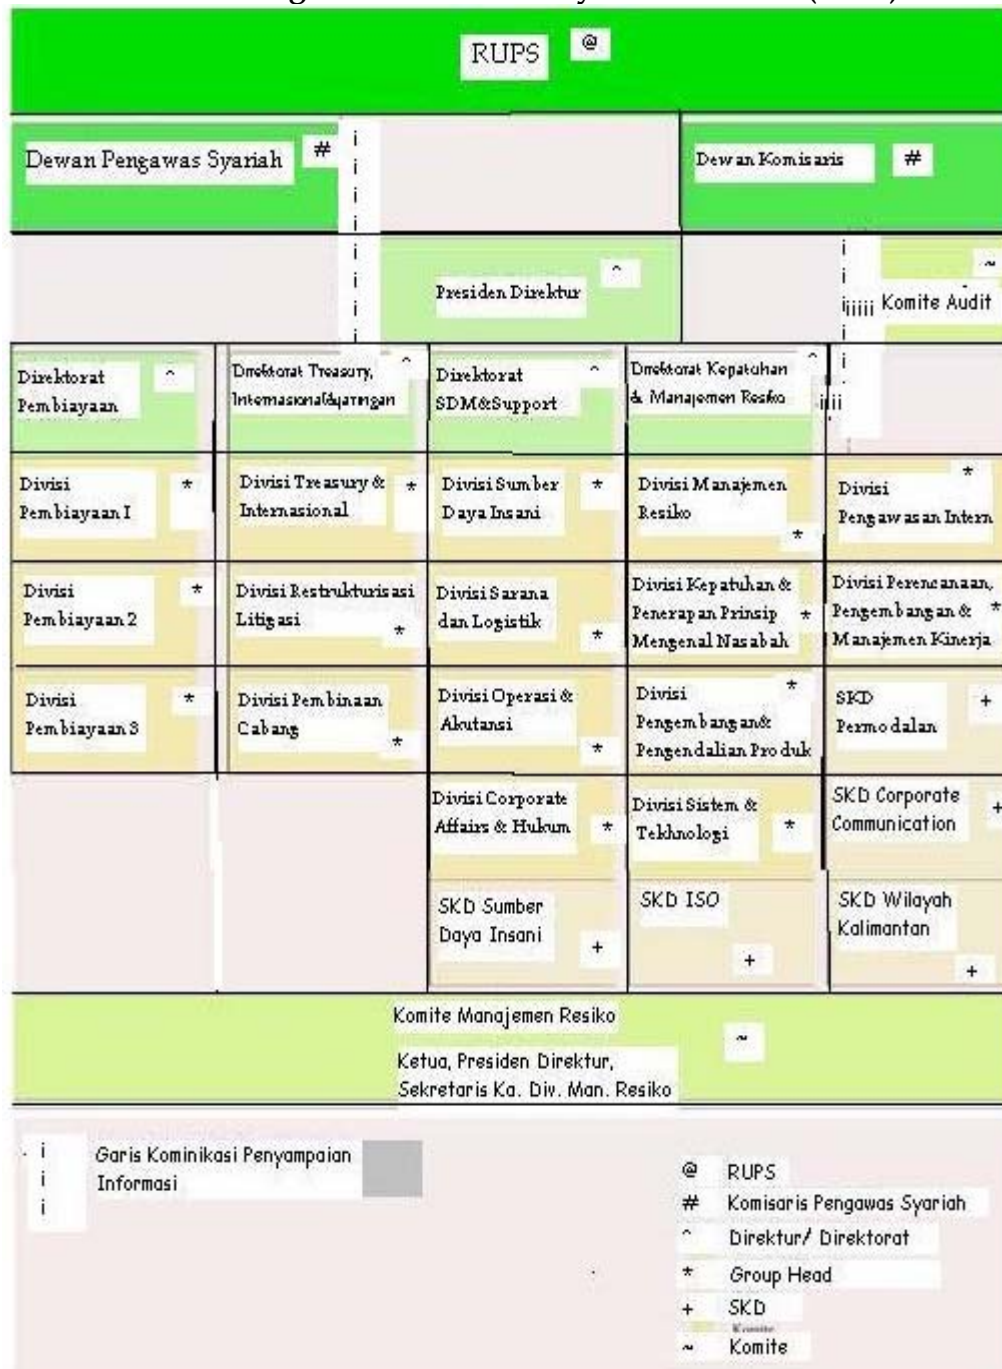 RUPS @
Dewan Pengawas Syariah #
i
i
i
i
i
i
i
i
Dewan Komisaris #
Presiden Direktur ^
i
i
iiiii Komite Audit ~
i
i
iiii
Direktorat ^
Pembiayaan
Direktorat Treasury, ^
Internasional&jaringan
Direktorat ^
SDM&Support
Direktorat Kepatuhan ^
& Manajemen Resiko
Divisi *
Pembiayaan I
Divisi Treasury & *
Internasional
Divisi Sumber *
Daya Insani
Divisi Manajemen
Resiko
*
Divisi *
Pengawasan Intern
Divisi *
Pembiayaan 2
Divisi Restrukturisasi
Litigasi *
Divisi Sarana
dan Logistik *
Divisi Kepatuhan &
Penerapan Prinsip *
Mengenal Nasabah
Divisi Perencanaan,
Pengembangan & *
Manajemen Kinerja
Divisi *
Pembiayaan 3
Divisi Pembinaan
Cabang *
Divisi Operasi &
Akutansi
*
Divisi *
Pengembangan&
Pengendalian Produk
SKD +
Permodalan
Divisi Corporate
Affairs & Hukum *
Divisi Sistem &
Tekhnologi *
SKD Corporate +
Communication
SKD Sumber
Daya Insani +
SKD ISO
+
SKD Wilayah
Kalimantan
+
Komite Manajemen Resiko
~
Ketua, Presiden Direktur,
Sekretaris Ka. Div. Man. Resiko
i
i
i
Garis Kominikasi Penyampaian
Informasi
@ RUPS
# Komisaris Pengawas Syariah
^ Direktur/ Direktorat
* Group Head
+ SKD
~ Komite